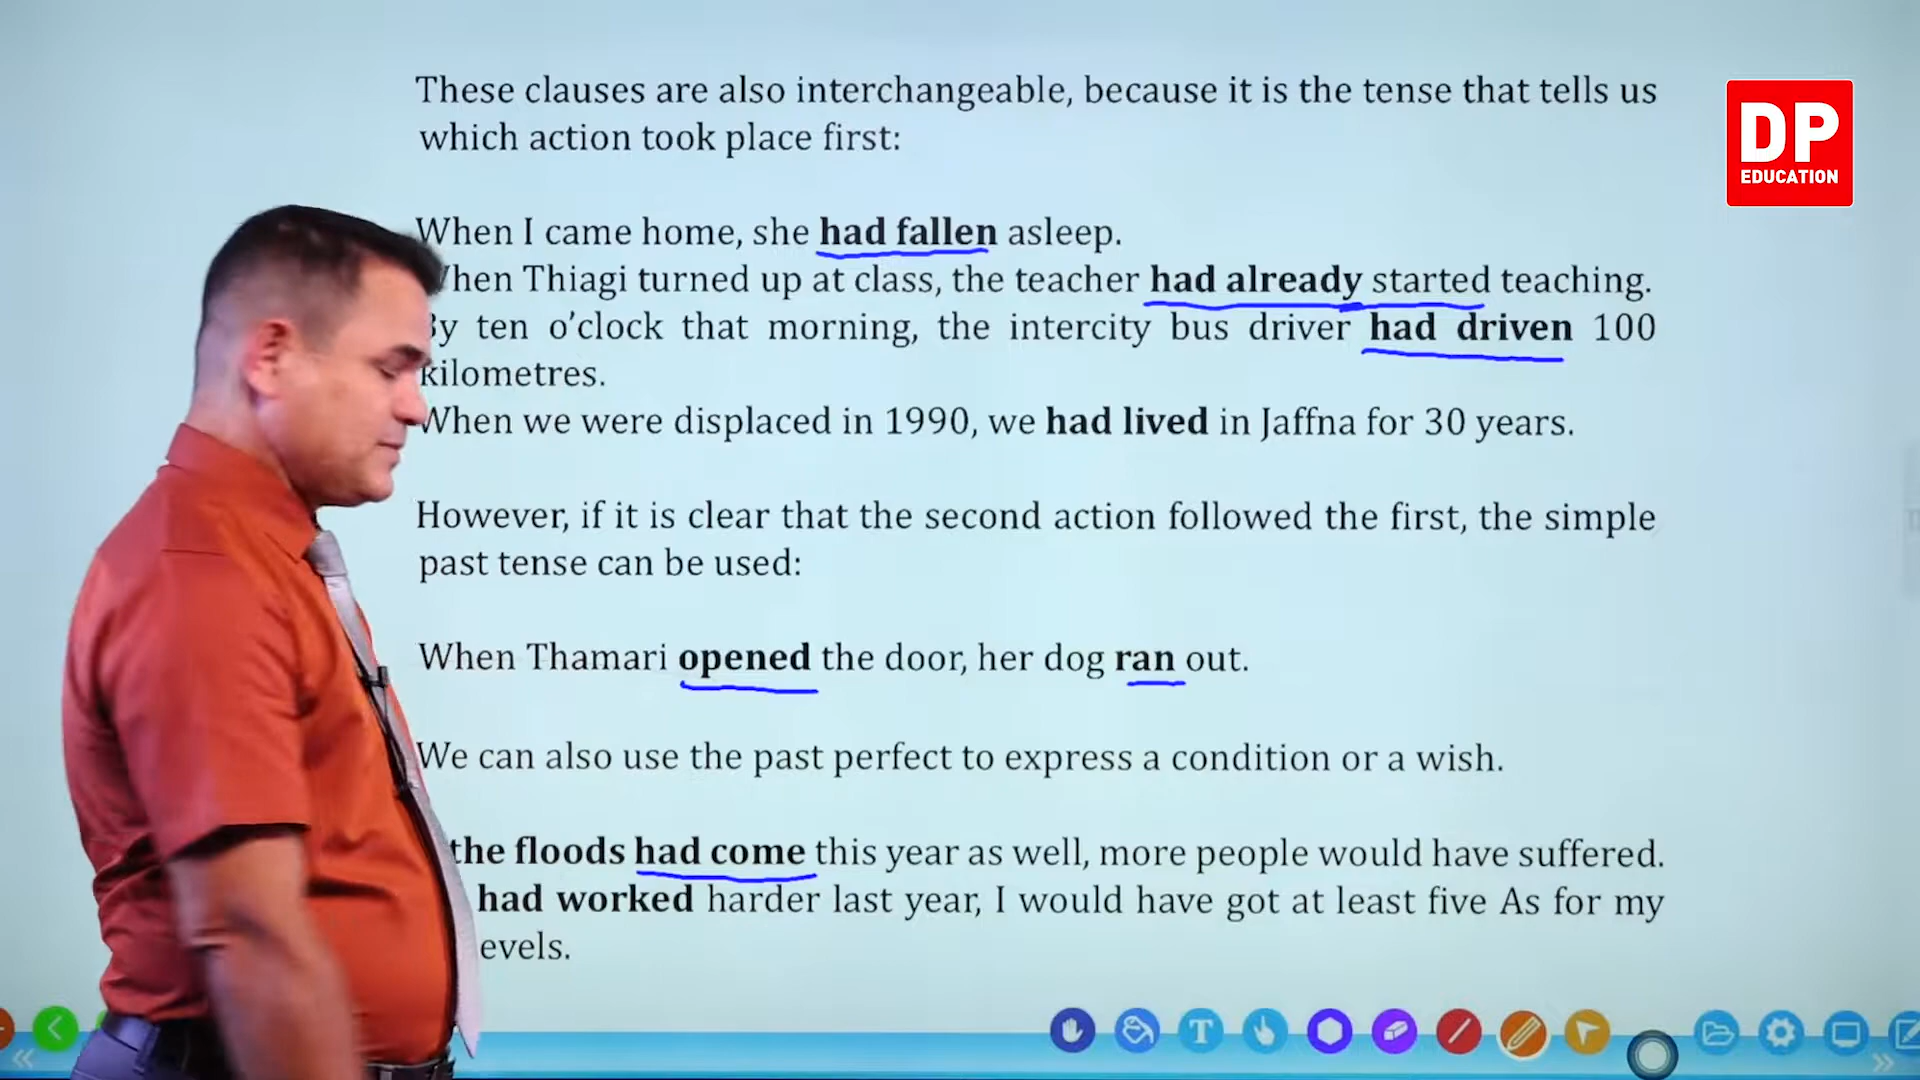 These clauses are also interchangeable, because it is the tense that tells us
which action took place first:
When I came home, she had fallen asleep.
When Thiagi turned up at class, the teacher had already started teaching.
By ten o’clock that morning, the intercity bus driver had driven 100
kilometres.
When we were displaced in 1990, we had lived in Jaffna for 30 years.
However, if it is clear that the second action followed the first, the simple
past tense can be used:
When Thamari opened the door, her dog ran out.
We can also use the past perfect to express a condition or a wish.
the floods had come this year as well, more people would have suffered.
had worked harder last year, I would have got at least five As for my
evels.
DP
EDUCATION